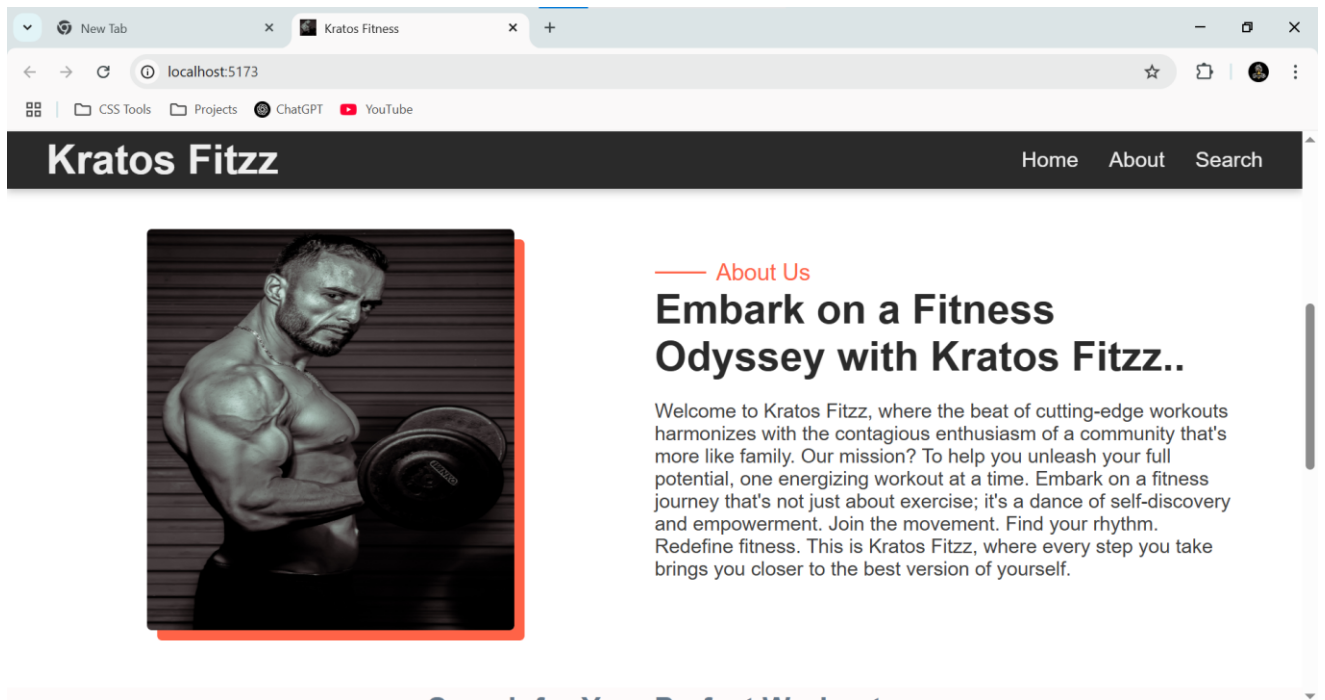 New Tab
Kratos Fitness
localhost:5173
CSS Tools
Projects
ChatGPT
YouTube
Kratos Fitzz
Home
About
Search
About Us
Embark on a Fitness
Odyssey with Kratos Fitzz..
Welcome to Kratos Fitzz, where the beat of cutting-edge workouts
harmonizes with the contagious enthusiasm of a community that's
more like family. Our mission? To help you unleash your full
potential, one energizing workout at a time. Embark on a fitness
journey that's not just about exercise; it's a dance of self-discovery
and empowerment. Join the movement. Find your rhythm.
Redefine fitness. This is Kratos Fitzz, where every step you take
brings you closer to the best version of yourself.
Search for Your Perfect Workout